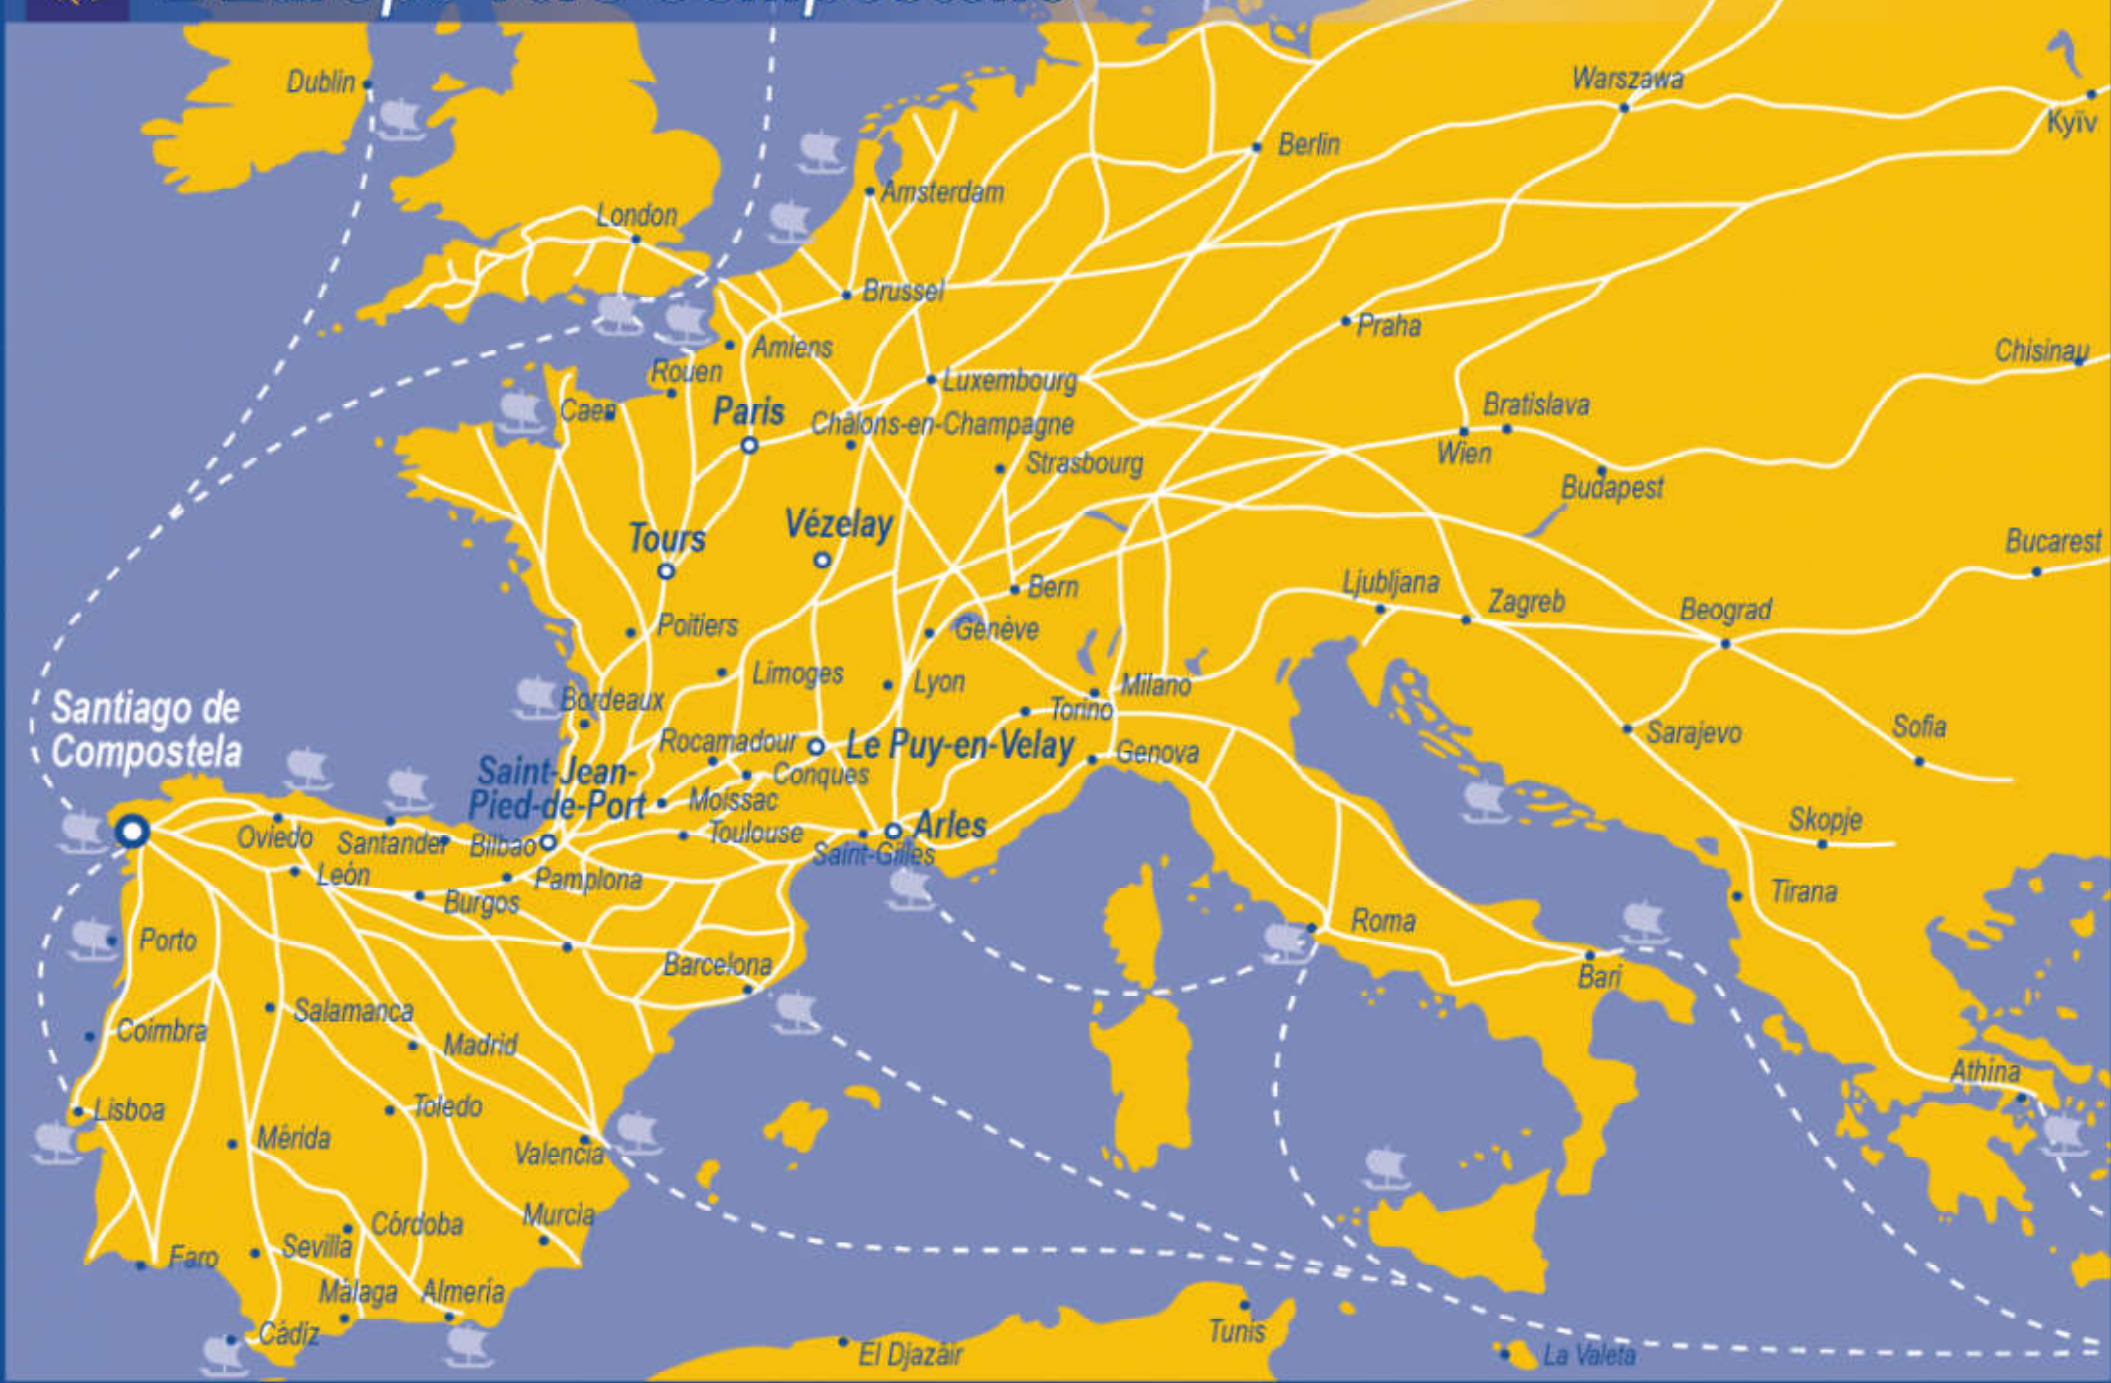 Dublin
Warszawa
Kyïv
Berlin
Amsterdam
London
Brussel
Praha
Amiens
Chisinau
Rouen
Luxembourg
Caen
Paris
Bratislava
Châlons-en-Champagne
Wien
Strasbourg
Budapest
Vézelay
Tours
Bucarest
Bern
Ljubljana
Zagreb
Beograd
Poitiers
Genève
Limoges
Lyon
Milano
Bordeaux
Torino
Santiago de
Compostela
Sofia
Sarajevo
Rocamadour
Le Puy-en-Velay
Genova
Saint-Jean-
Pied-de-Port
Conques
Moissac
Skopje
Arles
Toulouse
Oviedo
Santander
Bilbao
Saint-Gilles
León
Pamplona
Tirana
Burgos
Roma
Porto
Barcelona
Bari
Salamanca
Coimbra
Madrid
Athína
Lisboa
Toledo
Mérida
Valencia
Murcia
Córdoba
Sevilla
Faro
Málaga
Almería
Cádiz
Tunis
El Djazáir
La Valeta